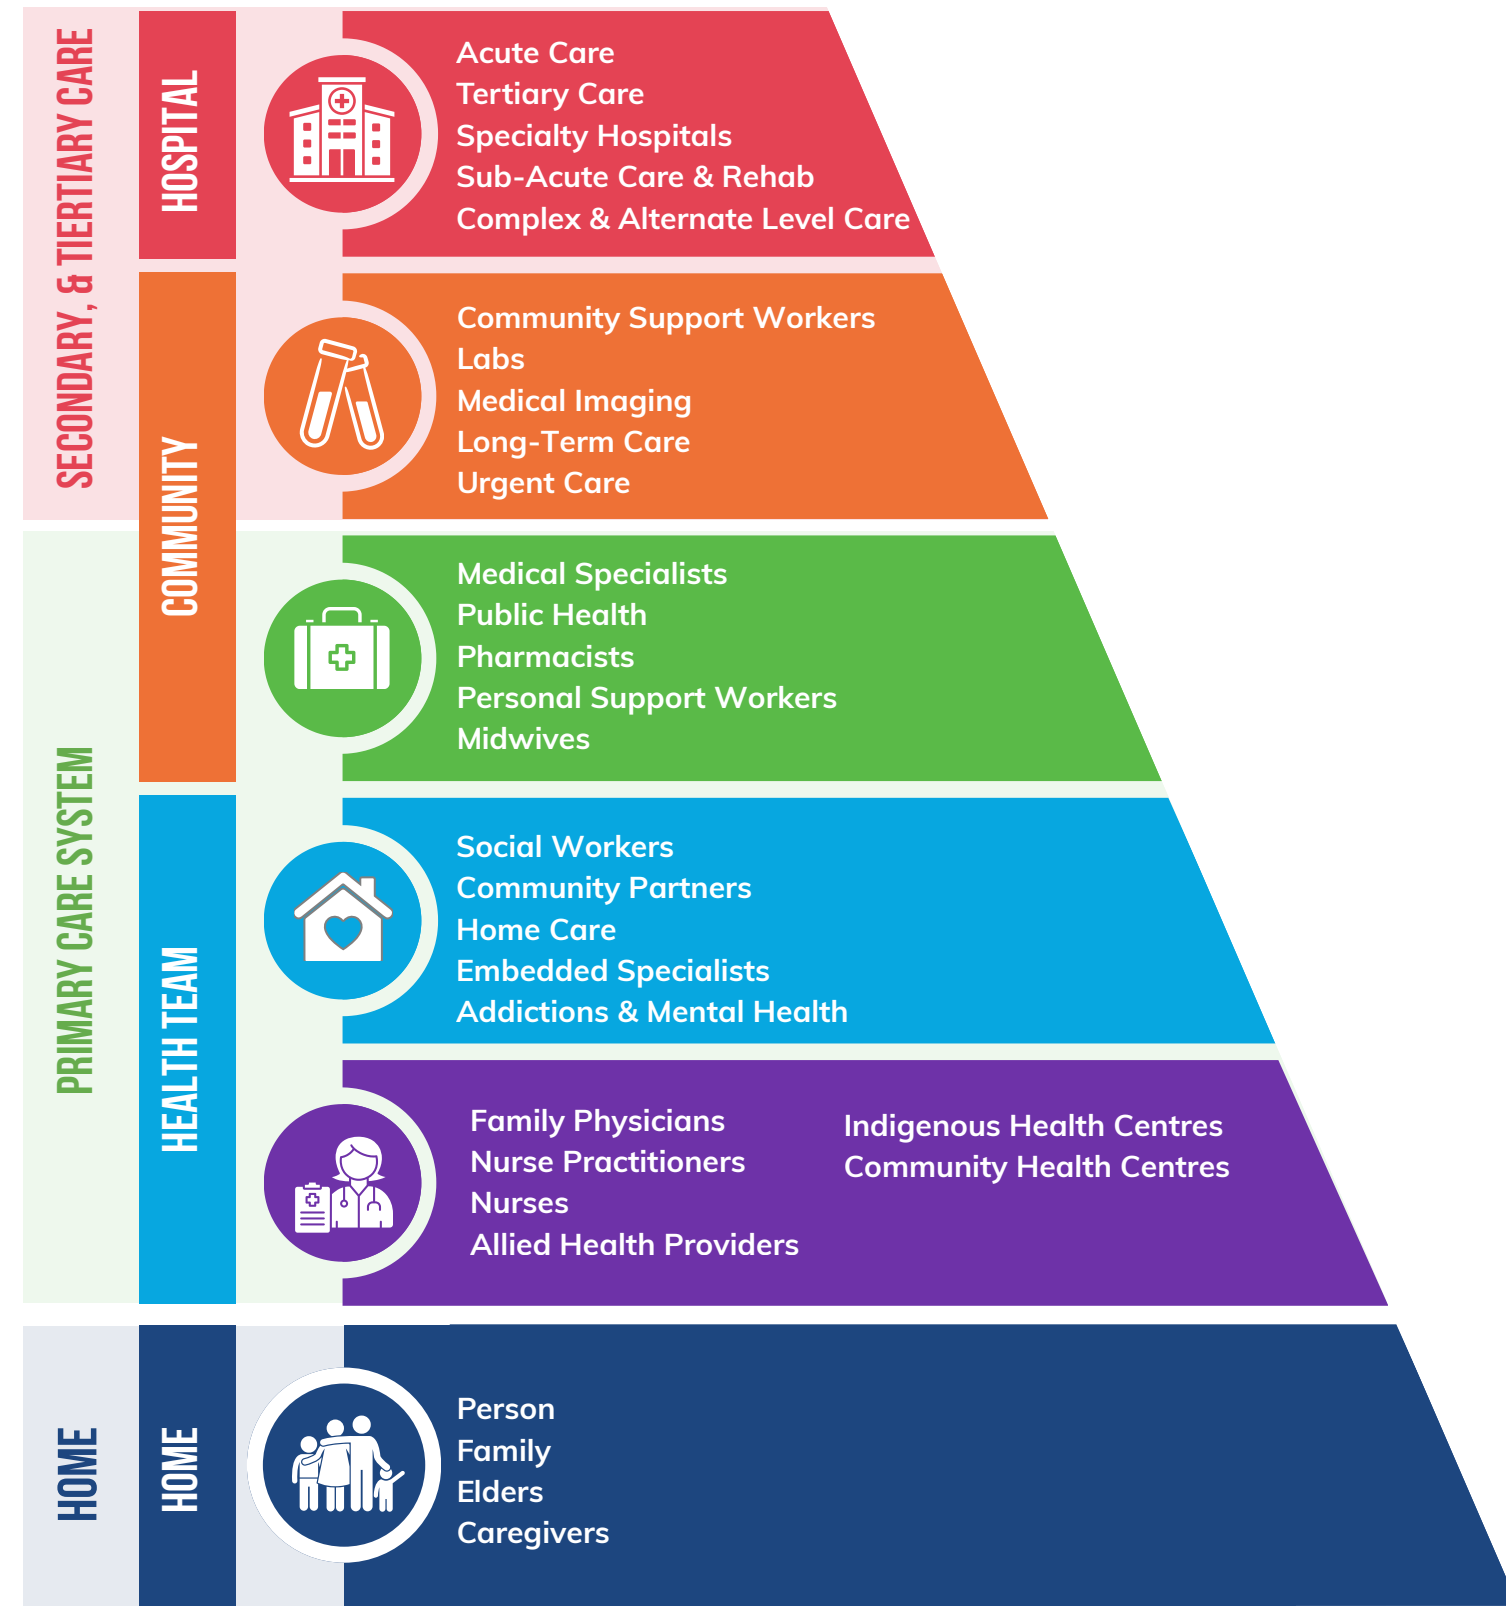 SECONDARY, & TIERTIARY CARE
HOSPITAL
Acute Care
Tertiary Care
Specialty Hospitals
Sub-Acute Care & Rehab
Complex & Alternate Level Care
COMMUNITY
Community Support Workers
Labs
Medical Imaging
Long-Term Care
Urgent Care
PRIMARY CARE SYSTEM
Medical Specialists
Public Health
Pharmacists
Personal Support Workers
Midwives
HEALTH TEAM
Social Workers
Community Partners
Home Care
Embedded Specialists
Addictions & Mental Health
Family Physicians
Nurse Practitioners
Nurses
Allied Health Providers
Indigenous Health Centres
Community Health Centres
HOME
HOME
Person
Family
Elders
Caregivers